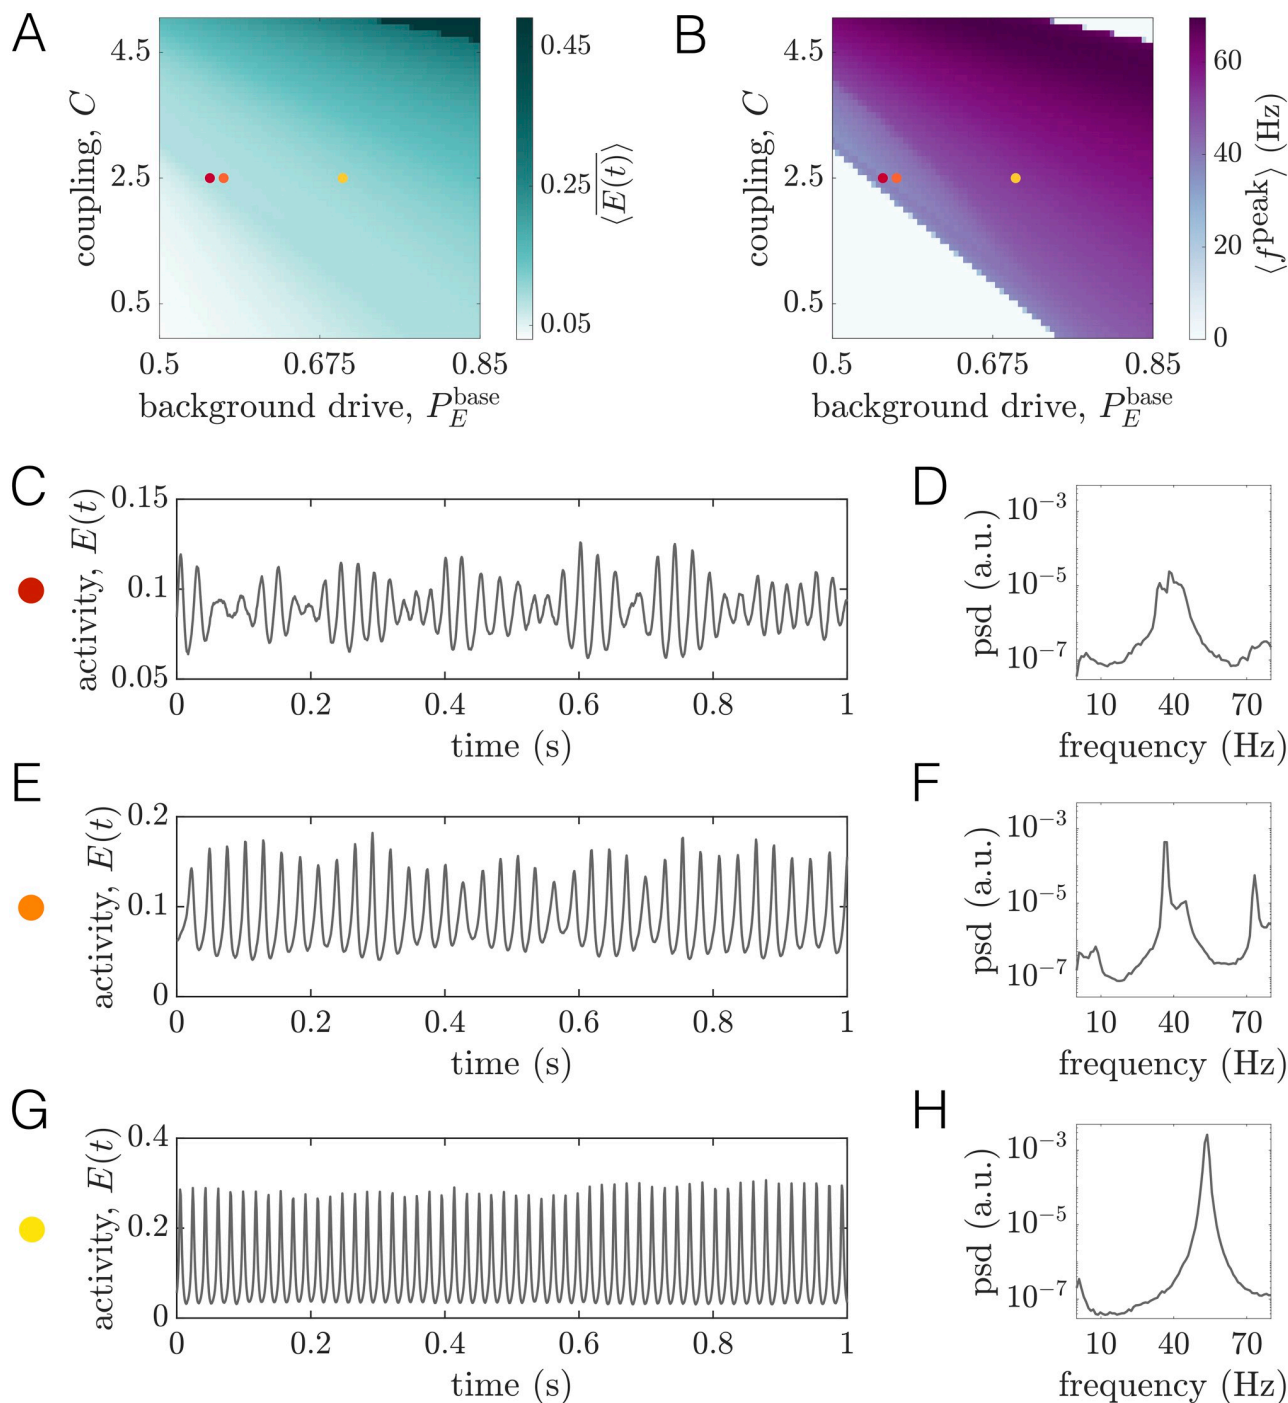 A
4.5
2.5
0.5
coupling, C
0.5 0.675 0.85
background drive, P_E^base
0.45
0.25
0.05
⟨E(t)⟩
B
4.5
2.5
0.5
coupling, C
0.5 0.675 0.85
background drive, P_E^base
60
40
20
0
⟨f^peak⟩ (Hz)
C
activity, E(t)
0.15
0.1
0.05
0 0.2 0.4 0.6 0.8 1
time (s)
D
psd (a.u.)
10^-3
10^-5
10^-7
10 40 70
frequency (Hz)
E
activity, E(t)
0.2
0.1
0
0 0.2 0.4 0.6 0.8 1
time (s)
F
psd (a.u.)
10^-3
10^-5
10^-7
10 40 70
frequency (Hz)
G
activity, E(t)
0.4
0.2
0
0 0.2 0.4 0.6 0.8 1
time (s)
H
psd (a.u.)
10^-3
10^-5
10^-7
10 40 70
frequency (Hz)